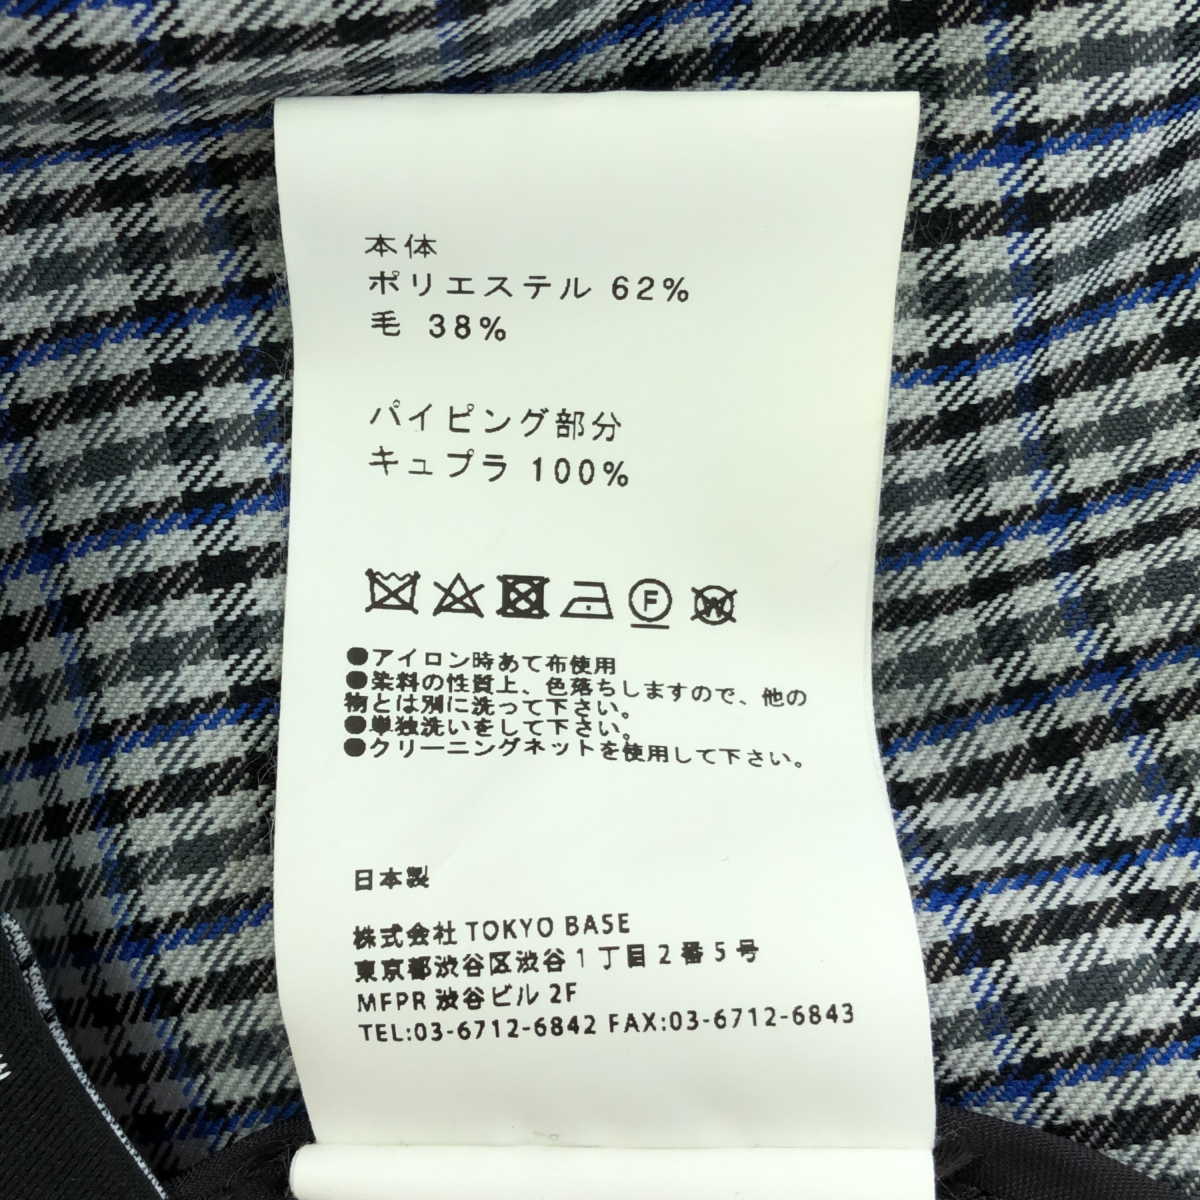 本体
ポリエステル 62%
毛 38%
パイピング部分
キュプラ 100%
F W
●アイロン時あて布使用
●染料の性質上、色落ちしますので、他の
物とは別に洗って下さい。
●単独洗いをして下さい。
●クリーニングネットを使用して下さい。
日本製
株式会社 TOKYO BASE
東京都渋谷区渋谷1丁目2番5号
MFPR 渋谷ビル 2F
TEL:03-6712-6842 FAX:03-6712-6843